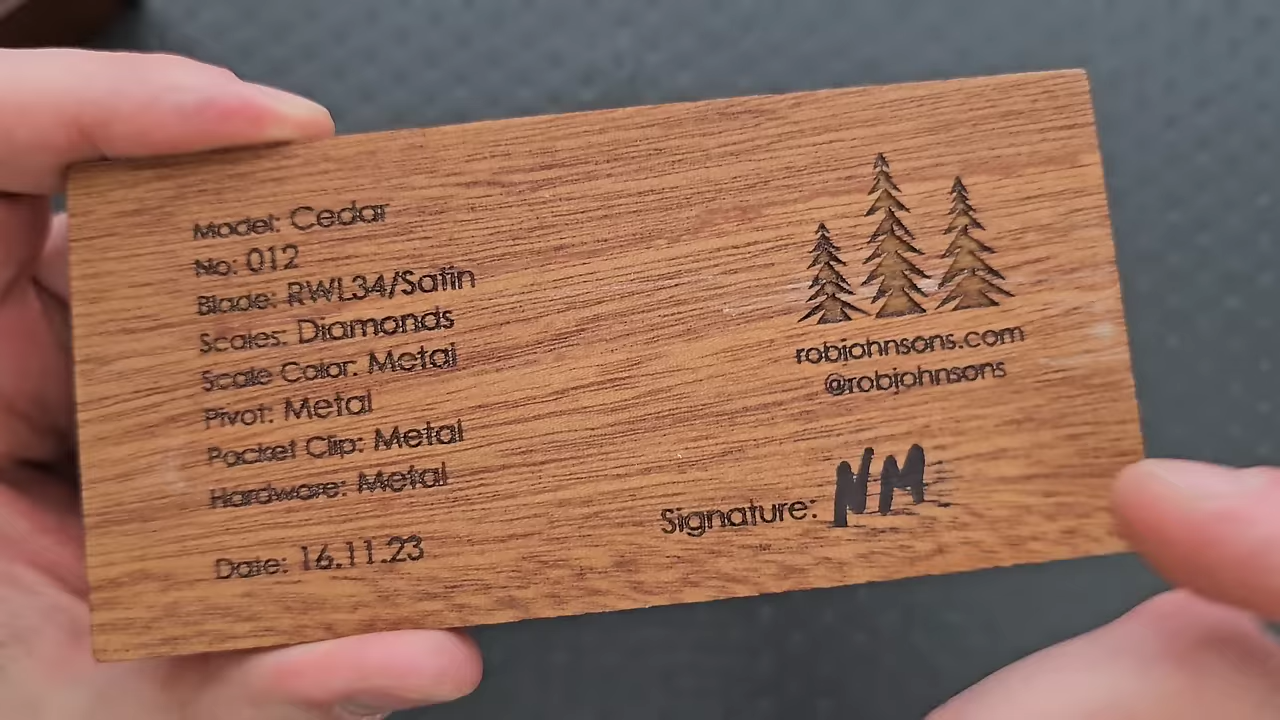 Model: Cedar
No: 012
Blade: RWL34/Satin
Scales: Diamonds
Scale Color: Metal
Pivot: Metal
Pocket Clip: Metal
Hardware: Metal
Date: 16.11.23
robjohnsons.com
@robjohnsons
Signature: NM